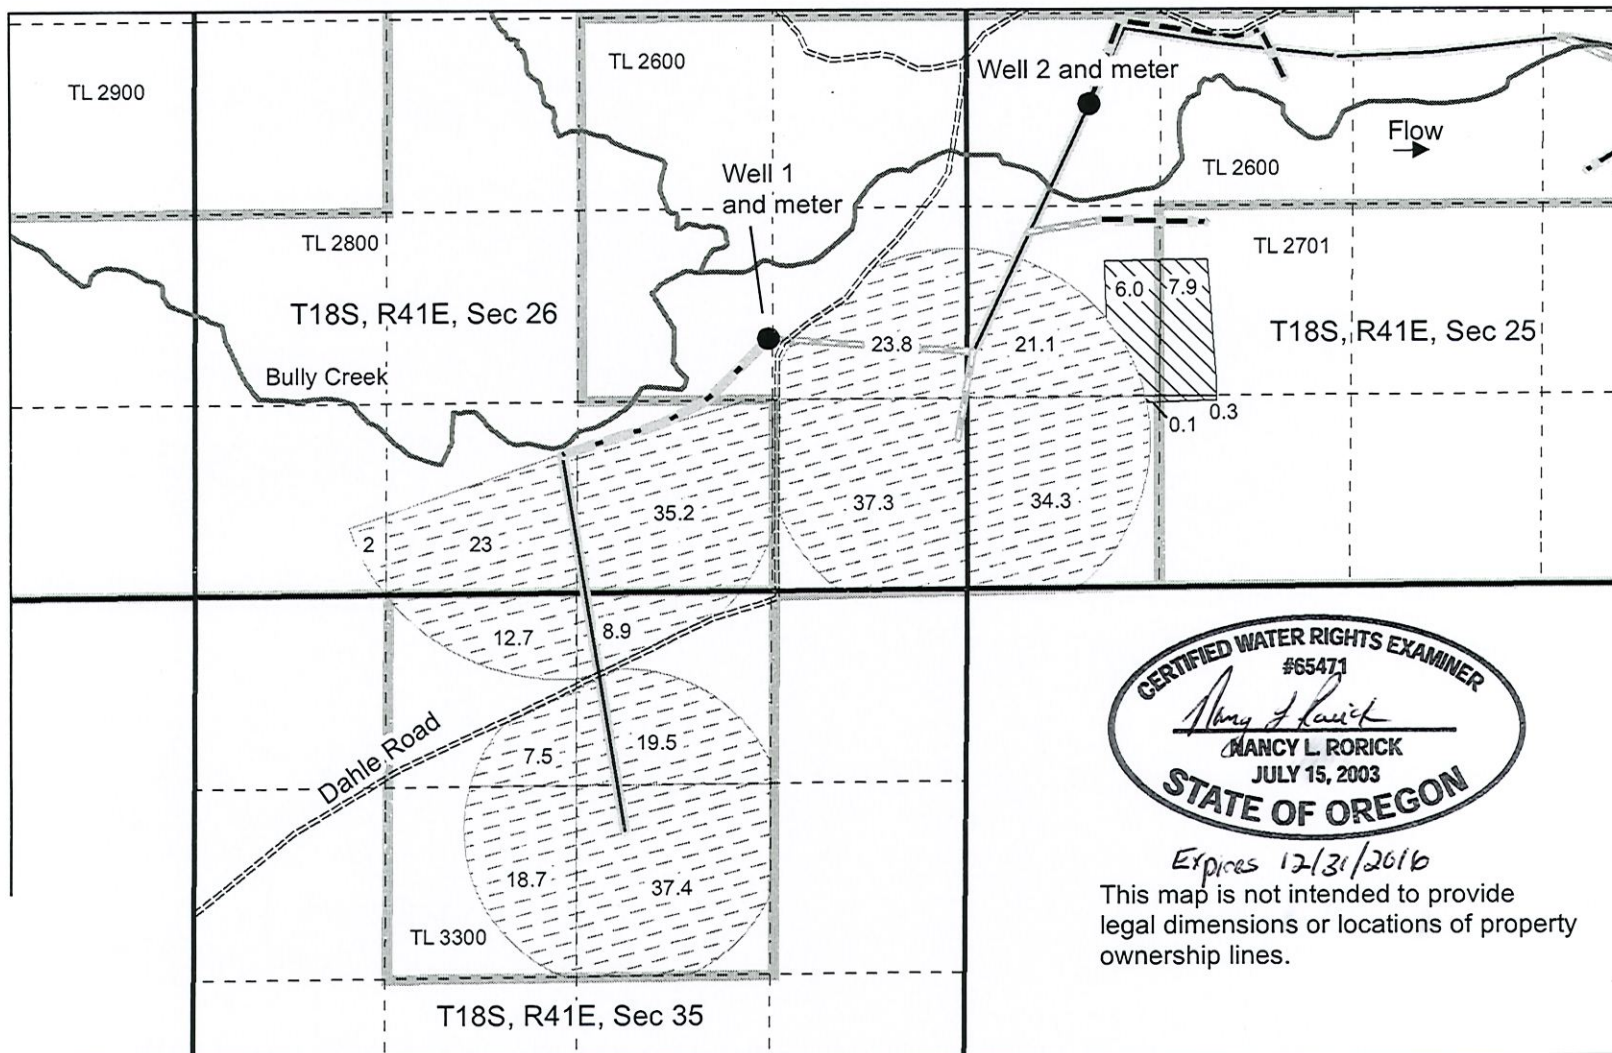 TL 2900
TL 2600
Well 2 and meter
Flow
TL 2600
Well 1
and meter
TL 2800
TL 2701
T18S, R41E, Sec 26
6.0
7.9
T18S, R41E, Sec 25
23.8
21.1
Bully Creek
0.3
0.1
35.2
37.3
34.3
2
23
12.7
8.9
Dahle Road
7.5
19.5
18.7
37.4
TL 3300
T18S, R41E, Sec 35
CERTIFIED WATER RIGHTS EXAMINER
#65471
Nancy L Rorick
NANCY L. RORICK
JULY 15, 2003
STATE OF OREGON
Expires 12/31/2016
This map is not intended to provide
legal dimensions or locations of property
ownership lines.